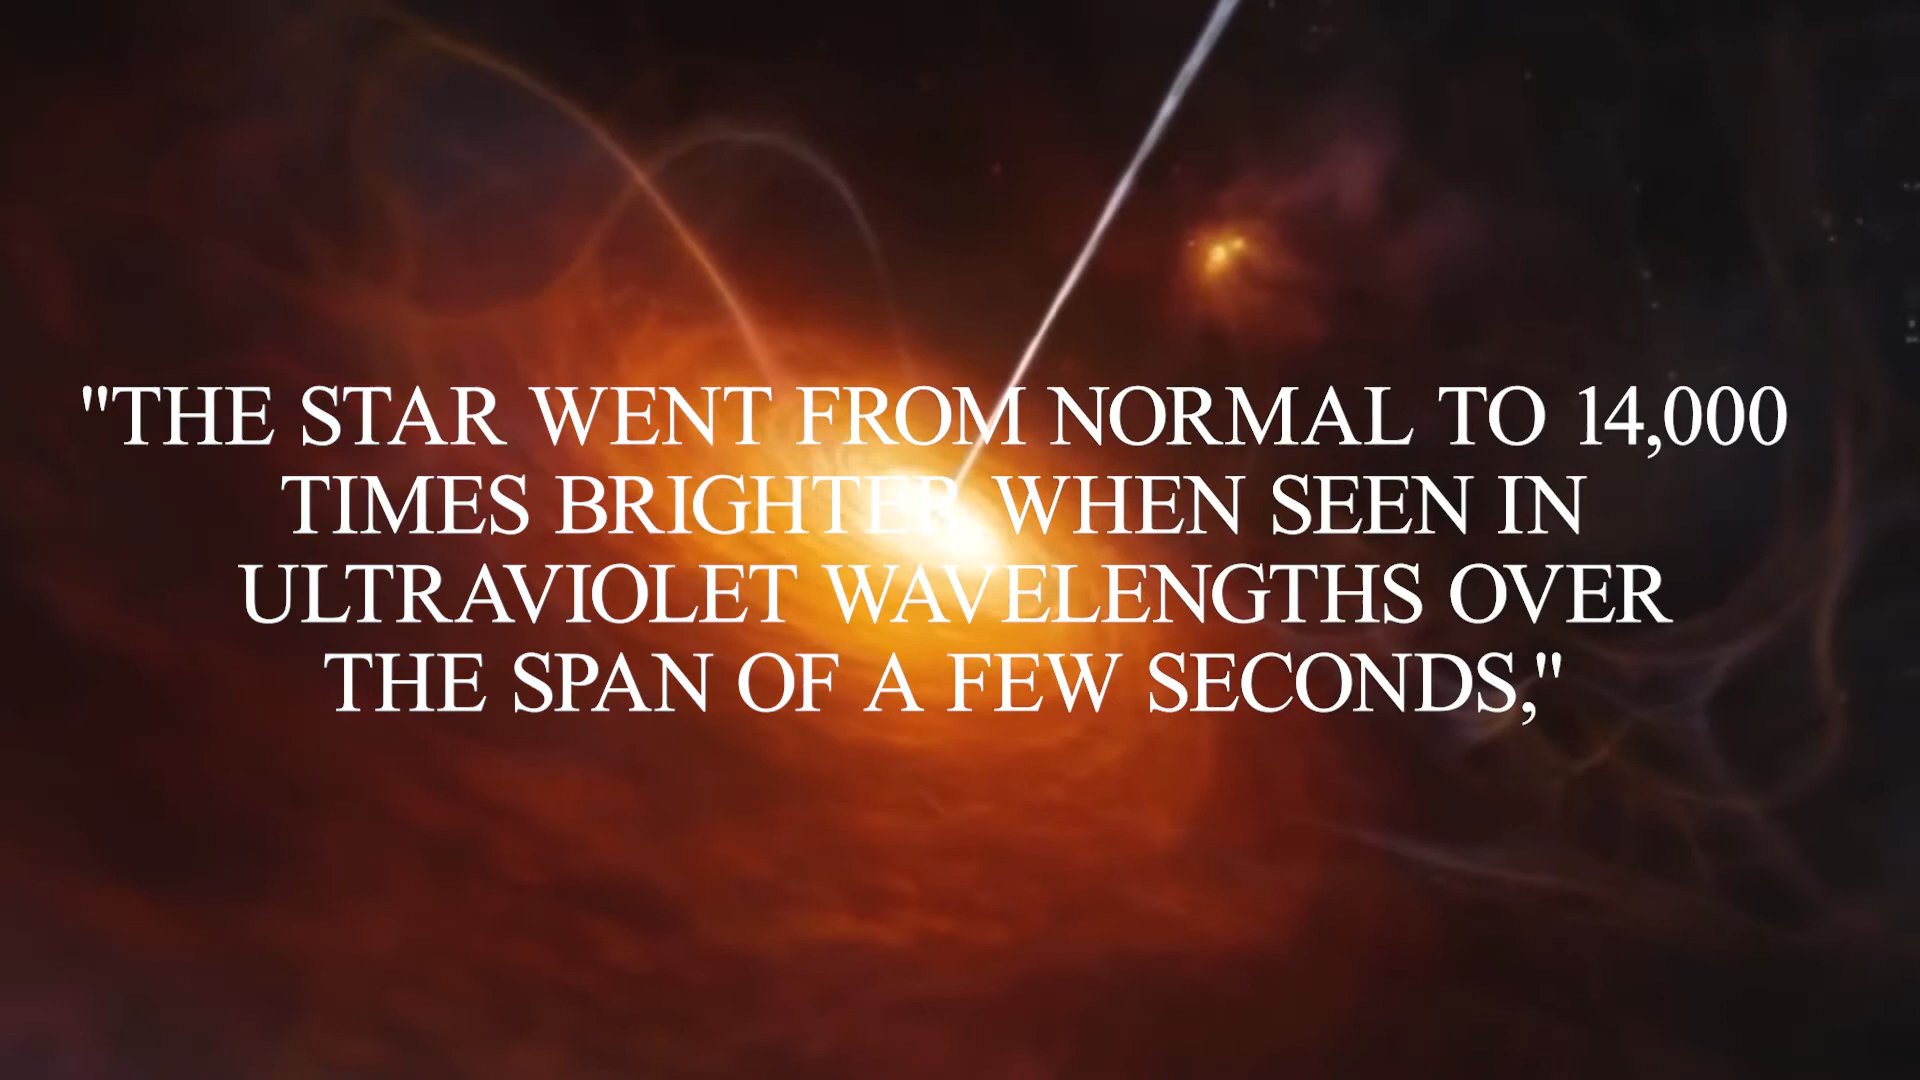 "THE STAR WENT FROM NORMAL TO 14,000
TIMES BRIGHTER WHEN SEEN IN
ULTRAVIOLET WAVELENGTHS OVER
THE SPAN OF A FEW SECONDS,"